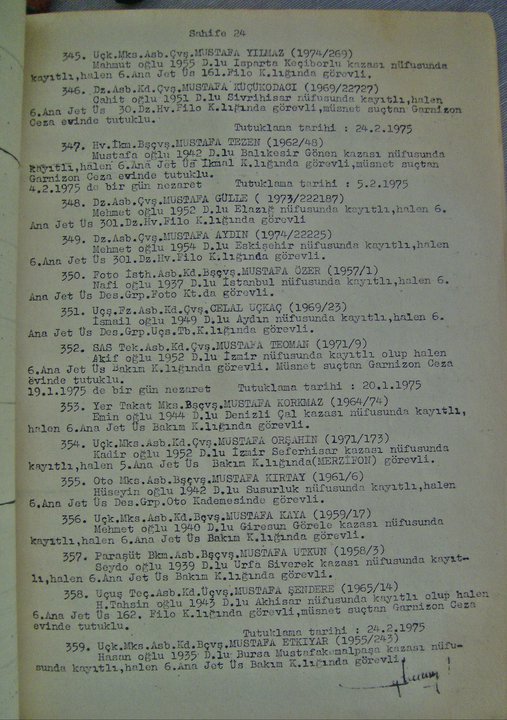 Sahife 24
345. Uçk.Mks.Asb.Çvş.MUSTAFA YILMAZ (1974/269)
Mahmut oğlu 1955 D.lu Isparta Keçiborlu kazası nüfusunda
kayıtlı,halen 6.Ana Jet Üs 161.Filo K.lığında görevli.
346. Dz.Asb.Kd.Çvş.MUSTAFA KÜÇÜKODACI (1969/22727)
Cahit oğlu 1951 D.lu Sivrihisar nüfusunda kayıtlı,halen
6.Ana Jet Üs 30.Dz.Hv.Filo K.lığında görevli,müsnet suçtan Garnizon
Ceza evinde tutuklu.
Tutuklama tarihi : 24.2.1975
347. Hv.İkm.Bşçvş.MUSTAFA TEZEN (1962/48)
Mustafa oğlu 1942 D.lu Balıkesir Gönen kazası nüfusunda
kayıtlı,halen 6.Ana Jet Üs İkmal K.lığında görevli,müsnet suçtan
Garnizon Ceza evinde tutuklu.
4.2.1975 de bir gün nezaret Tutuklama tarihi : 5.2.1975
348. Dz.Asb.Çvş.MUSTAFA GÜLLE ( 1973/222187)
Mehmet oğlu 1952 D.lu Elazığ nüfusunda kayıtlı,halen 6.
Ana Jet Üs 301.Dz.Hv.Filo K.lığında görevli
349. Dz.Asb.Çvş.MUSTAFA AYDIN (1974/22225)
Mehmet oğlu 1954 D.lu Eskişehir nüfusunda kayıtlı,halen
6.Ana Jet Üs 301.Dz.Hv.Filo K.lığında görevli.
350. Foto İsth.Asb.Kd.Bşçvş.MUSTAFA ÖZER (1957/1)
Nafi oğlu 1937 D.lu İstanbul nüfusunda kayıtlı,halen 6.
Ana Jet Üs Des.Grp.Foto Kt.da görevli.
351. Uçş.Fz.Asb.Kd.Çvş.CELAL UÇKAÇ (1969/23)
İsmail oğlu 1949 D.lu Aydın nüfusunda kayıtlı,halen 6.
Ana Jet Üs Des.Grp.Uçs.Tb.K.lığında görevli.
352. SAS Tek.Asb.Kd.Çvş.MUSTAFA TEOMAN (1971/9)
Akif oğlu 1952 D.lu İzmir nüfusunda kayıtlı olup halen
6.Ana Jet Üs Bakım K.lığında görevli. Müsnet suçtan Garnizon Ceza
evinde tutuklu.
19.1.1975 de bir gün nezaret Tutuklama tarihi : 20.1.1975
353. Yer Takat Mks.Bşçvş.MUSTAFA KORKMAZ (1964/74)
Emin oğlu 1944 D.lu Denizli Çal kazası nüfusunda kayıtlı,
halen 6.Ana Jet Üs Bakım K.lığında görevli.
354. Uçk.Mks.Asb.Kd.Çvş.MUSTAFA ORŞAHİN (1971/173)
Kadir oğlu 1952 D.lu İzmir Seferhisar kazası nüfusunda
kayıtlı,halen 5.Ana Jet Üs Bakım K.lığında(MERZİFON) görevli.
355. Oto Mks.Asb.Bşçvş.MUSTAFA KIRTAY (1961/6)
Hüseyin oğlu 1942 D.lu Susurluk nüfusunda kayıtlı,halen
6.Ana Jet Üs Des.Grp.Oto Kademesinde görevli.
356. Uçk.Mks.Asb.Kd.Bçvş.MUSTAFA KAYA (1959/17)
Mehmet oğlu 1940 D.lu Giresun Görele kazası nüfusunda
kayıtlı,halen 6.Ana Jet Üs Bakım K.lığında görevli.
357. Paraşüt Bkm.Asb.Bşçvş.MUSTAFA UTKUN (1958/3)
Seydo oğlu 1939 D.lu Urfa Siverek kazası nüfusunda kayıt-
lı,halen 6.Ana Jet Üs Bakım K.lığında görevli.
358. Uçuş Teç.Asb.Kd.Üçvş.MUSTAFA ŞENDERE (1965/14)
H.Tahsin oğlu 1943 D.lu Akhisar nüfusunda kayıtlı olup halen
6.Ana Jet Üs 162. Filo K.lığında görevli,müsnet suçtan Garnizon Ceza
evinde tutuklu.
Tutuklama tarihi : 24.2.1975
359. Uçk.Mks.Asb.Kd.Bçvş.MUSTAFA ETKIYAR (1955/243)
Hasan oğlu 1935 D.lu Bursa Mustafakemalpaşa kazası nüfu-
sunda kayıtlı,halen 6.Ana Jet Üs Bakım K.lığında görevli